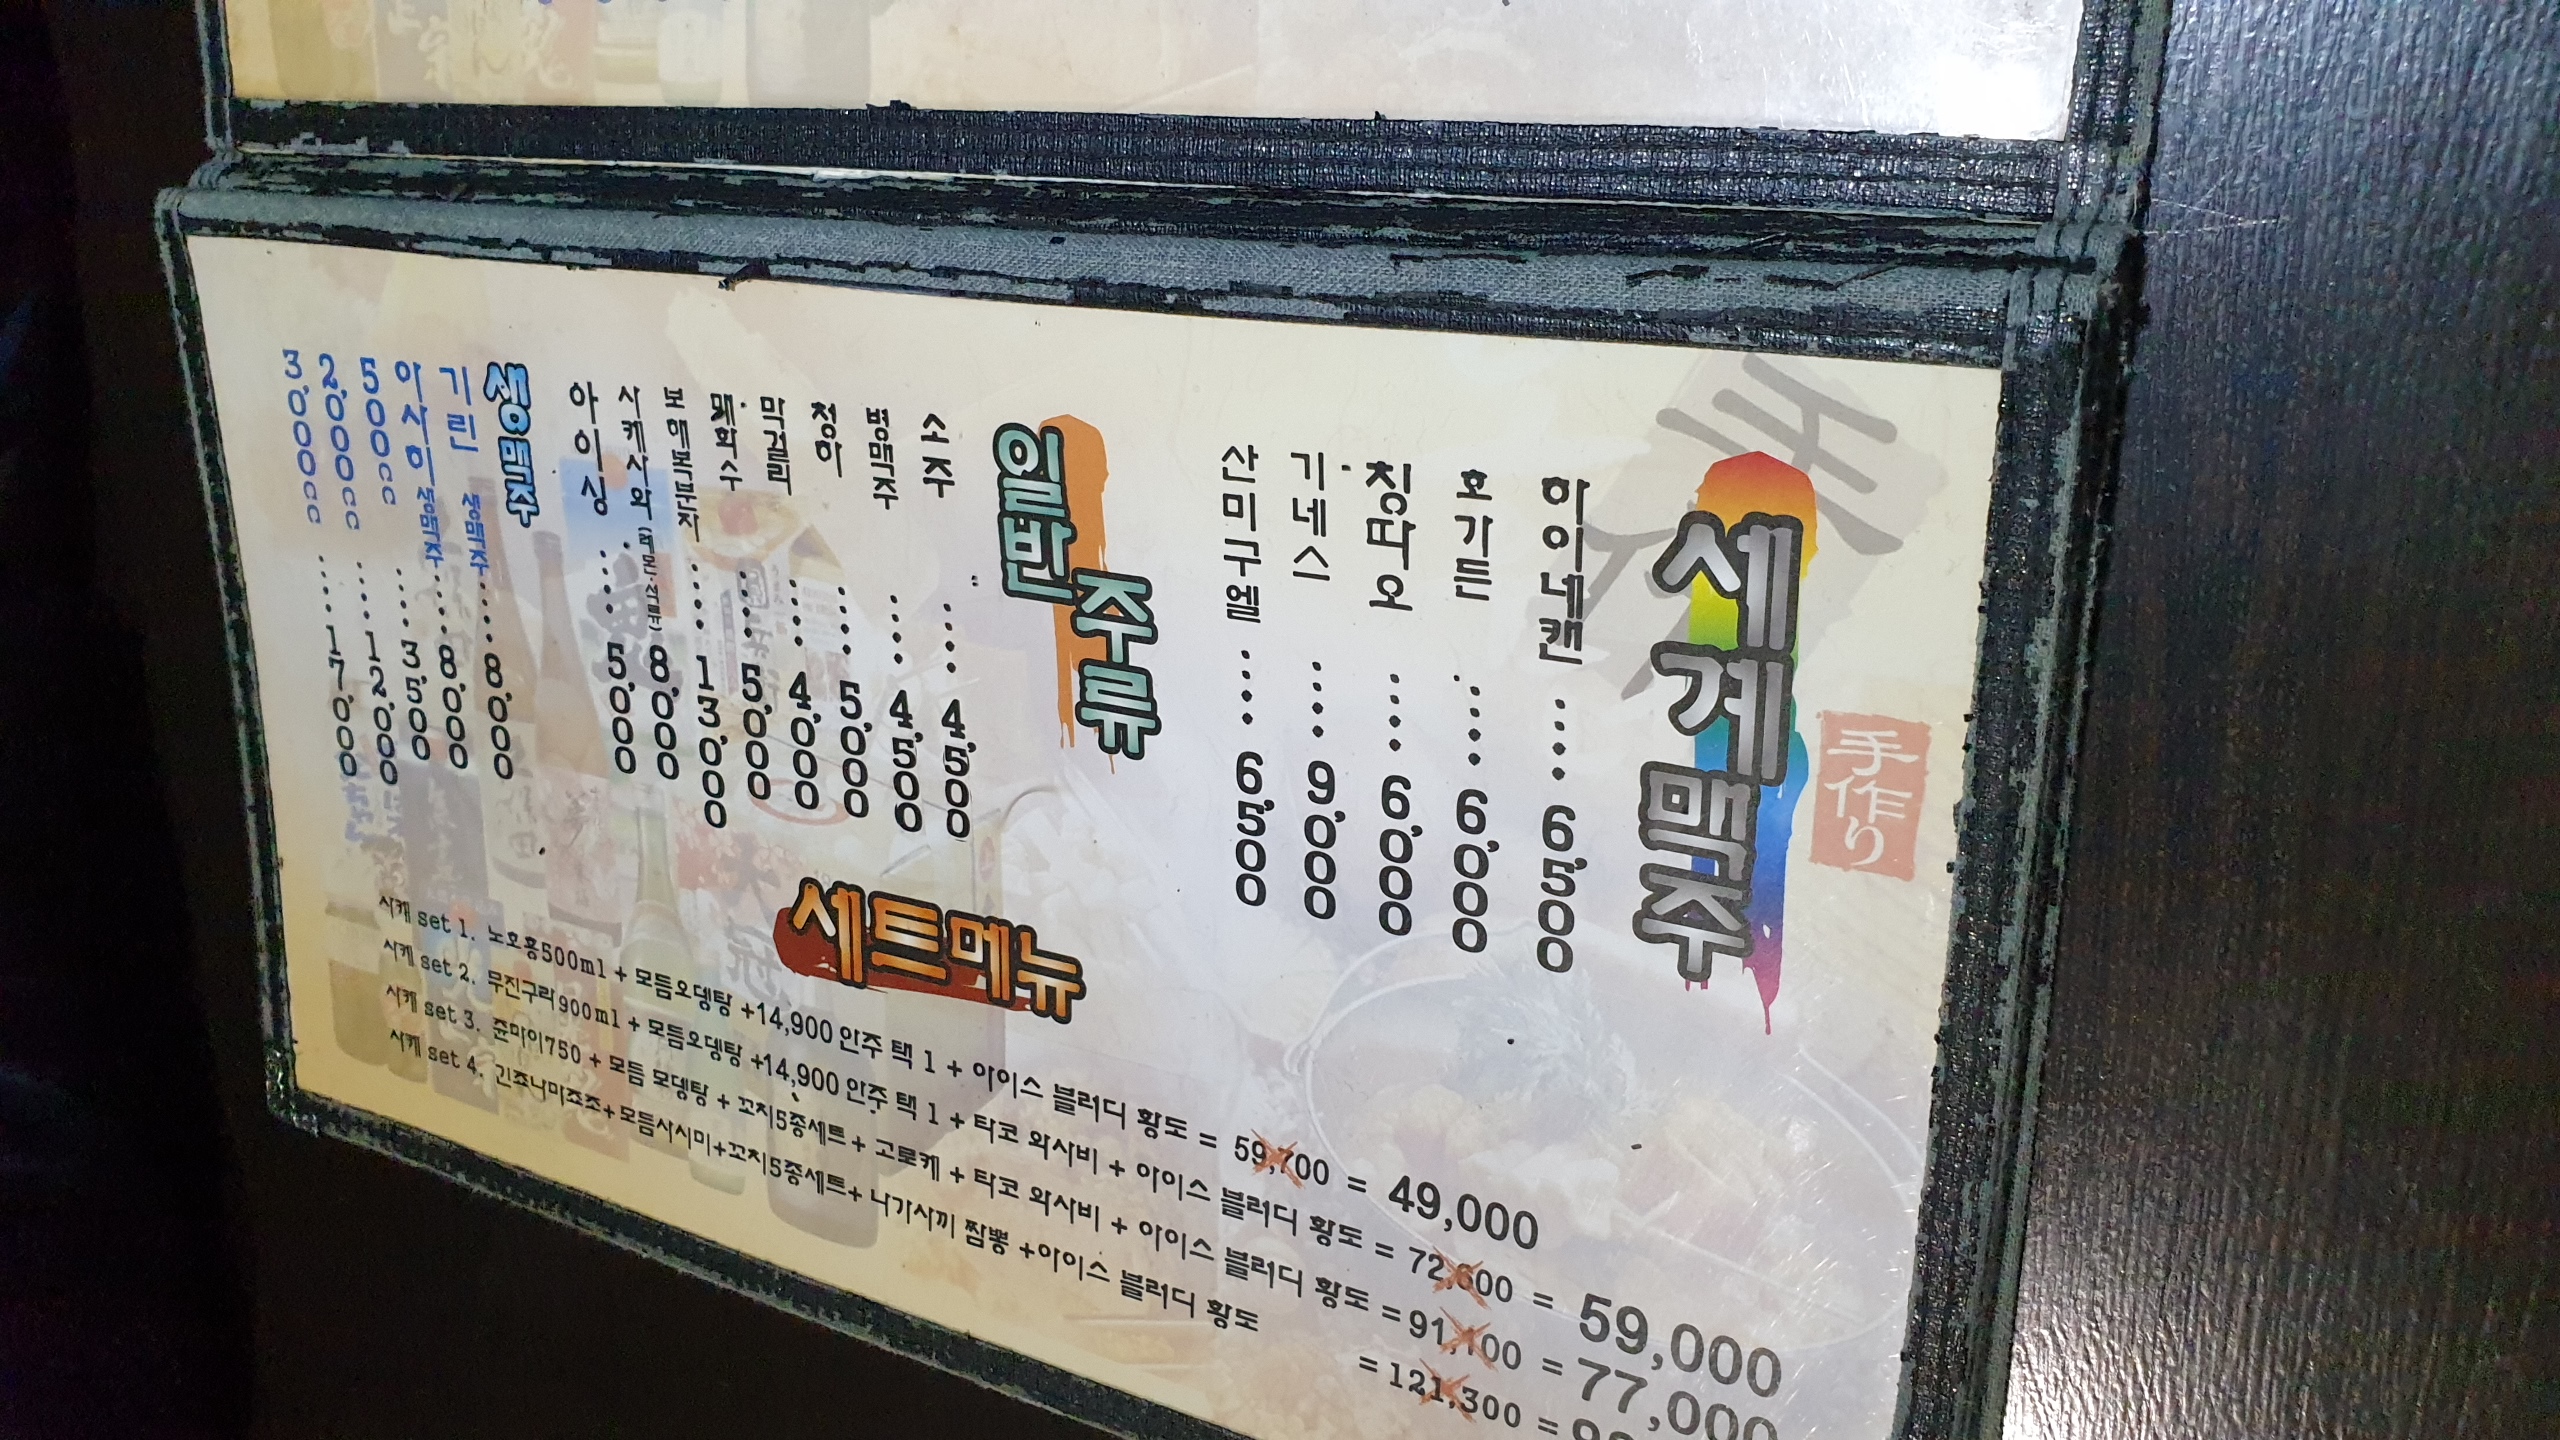 세계맥주
手作り
하이네켄 ····· 6,500
호가든 ····· 6,000
칭따오 ····· 6,000
기네스 ····· 9,000
산미구엘 ····· 6,500
일반주류
소주 ····· 4,500
병맥주 ····· 4,500
청하 ····· 5,000
막걸리 ····· 4,000
매화수 ····· 5,000
보해복분자 ····· 13,000
사케사와 (레몬·석류) 8,000
아이싱 ····· 5,000
생맥주
기린 병맥주 ····· 8,000
아사히 병맥주 ····· 8,000
500cc ····· 3,500
2,000cc ····· 12,000
3,000cc ····· 17,000
세트메뉴
사케 set 1. 노호홍500ml + 모듬오뎅탕 +14,900 안주 택 1 + 아이스 블러디 황도 = 59,700 = 49,000
사케 set 2. 무진구라900ml + 모듬오뎅탕 +14,900 안주 택 1 + 타코 와사비 + 아이스 블러디 황도 = 72,600 = 59,000
사케 set 3. 쥰마이750 + 모듬 모뎅탕 + 꼬치5종세트 + 고로케 + 타코 와사비 + 아이스 블러디 황도 = 91,100 = 77,000
사케 set 4. 긴죠나마죠조+모듬사시미+꼬치5종세트+ 나가사끼 짬뽕 +아이스 블러디 황도 = 121,300 =